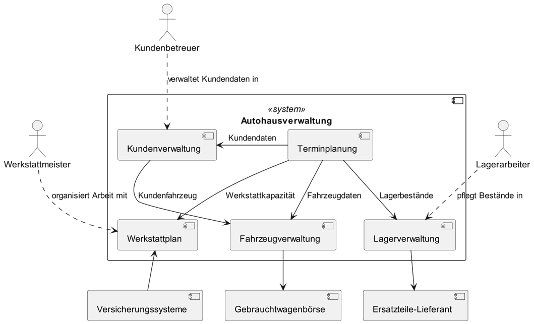 Kundenbetreuer
verwaltet Kundendaten in
«system»
Autohausverwaltung
Kundendaten
Kundenverwaltung
Terminplanung
Werkstattmeister
Lagerarbeiter
organisiert Arbeit mit
Kundenfahrzeug
Werkstattkapazität
Fahrzeugdaten
Lagerbestände
pflegt Bestände in
Werkstattplan
Fahrzeugverwaltung
Lagerverwaltung
Versicherungssysteme
Gebrauchtwagenbörse
Ersatzteile-Lieferant